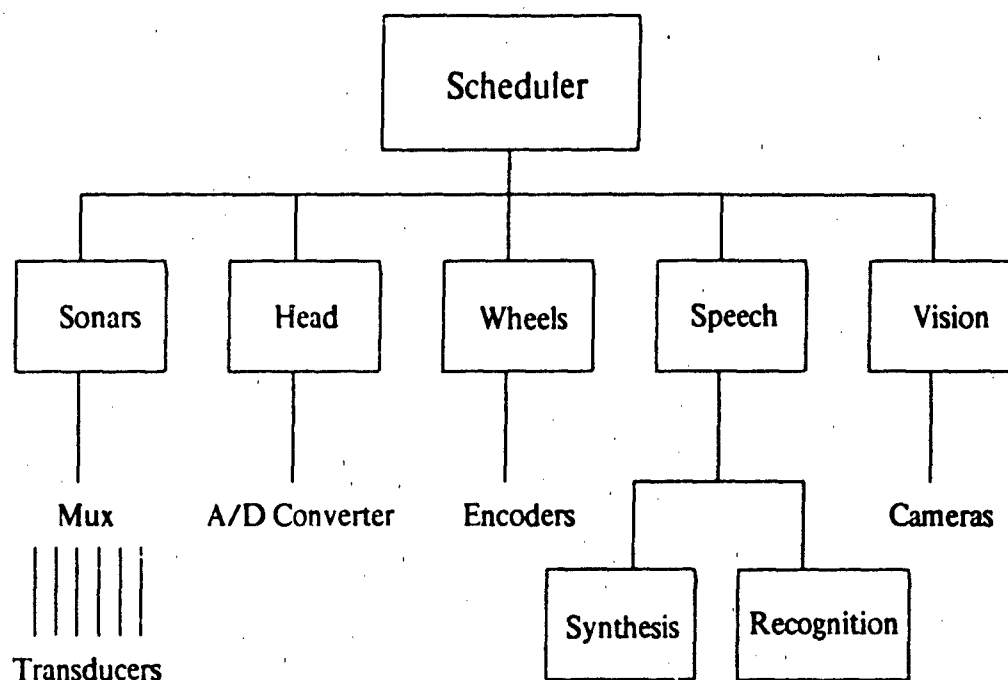 Scheduler
Sonars
Head
Wheels
Speech
Vision
Mux
A/D Converter
Encoders
Cameras
Synthesis
Recognition
Transducers